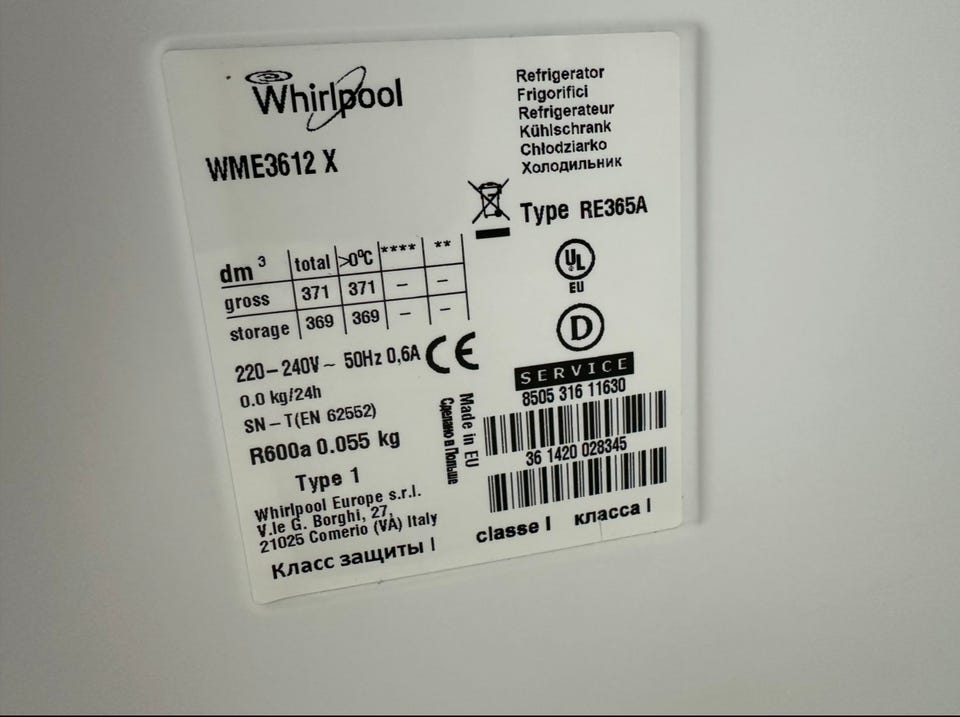 Whirlpool
WME3612 X
Refrigerator
Frigorifici
Refrigerateur
Kühlschrank
Chłodziarko
Холодильник
Type RE365A
dm³ total >0°C **** **
gross 371 371 – –
storage 369 369 – –
UL
EU
D
220–240V ~ 50Hz 0,6A CE
0.0 kg/24h
SN – T(EN 62552)
R600a 0.055 kg
Type 1
Whirlpool Europe s.r.l.
V.le G. Borghi, 27,
21025 Comerio (VA) Italy
Made in EU
Сделано в Польше
SERVICE
8505 316 11630
36 1420 028345
Класс защиты I classe I класса I